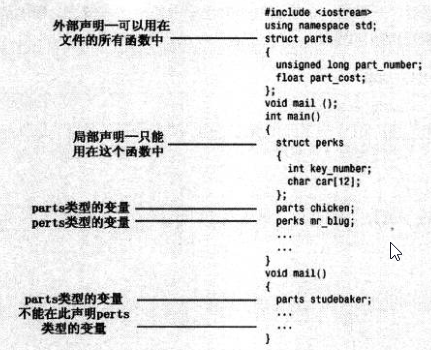 #include <iostream>
using namespace std;
外部声明—可以用在
文件的所有函数中
struct parts
{
unsigned long part_number;
float part_cost;
};
void mail ();
int main()
{
局部声明—只能
用在这个函数中
struct perks
{
int key_number;
char car[12];
};
parts类型的变量
parts chicken;
perts类型的变量
perks mr_blug;
...
...
}
void mail()
{
parts类型的变量
parts studebaker;
不能在此声明perts
类型的变量
...
...
}